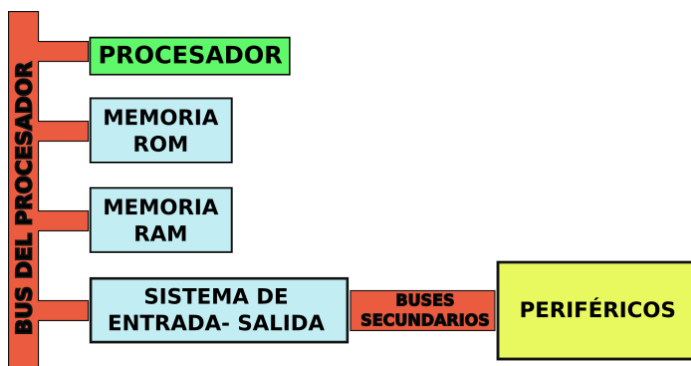 BUS DEL PROCESADOR
PROCESADOR
MEMORIA
ROM
MEMORIA
RAM
SISTEMA DE
ENTRADA- SALIDA
BUSES
SECUNDARIOS
PERIFÉRICOS